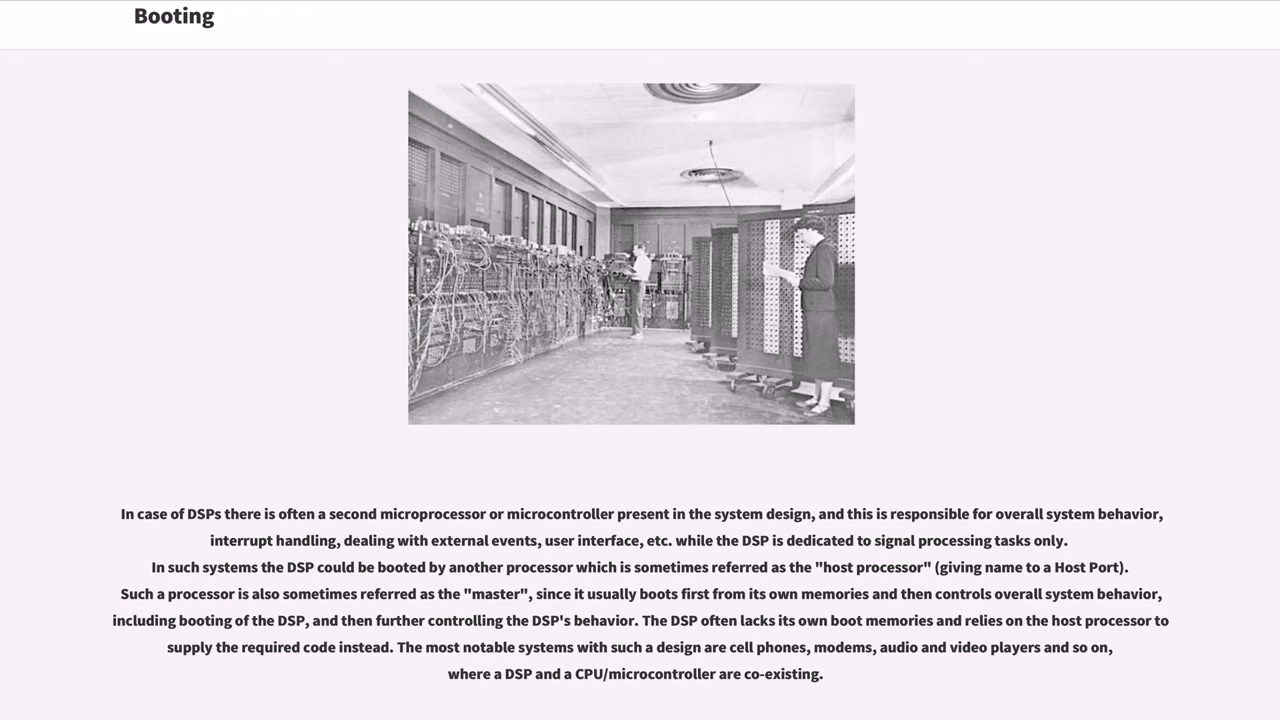 Booting
In case of DSPs there is often a second microprocessor or microcontroller present in the system design, and this is responsible for overall system behavior,
interrupt handling, dealing with external events, user interface, etc. while the DSP is dedicated to signal processing tasks only.
In such systems the DSP could be booted by another processor which is sometimes referred as the "host processor" (giving name to a Host Port).
Such a processor is also sometimes referred as the "master", since it usually boots first from its own memories and then controls overall system behavior,
including booting of the DSP, and then further controlling the DSP's behavior. The DSP often lacks its own boot memories and relies on the host processor to
supply the required code instead. The most notable systems with such a design are cell phones, modems, audio and video players and so on,
where a DSP and a CPU/microcontroller are co-existing.